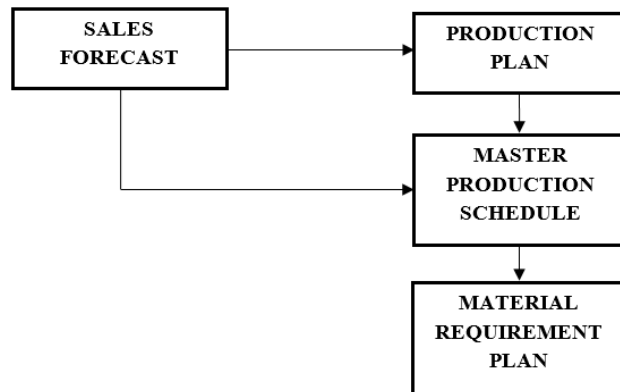 SALES
FORECAST
PRODUCTION
PLAN
MASTER
PRODUCTION
SCHEDULE
MATERIAL
REQUIREMENT
PLAN